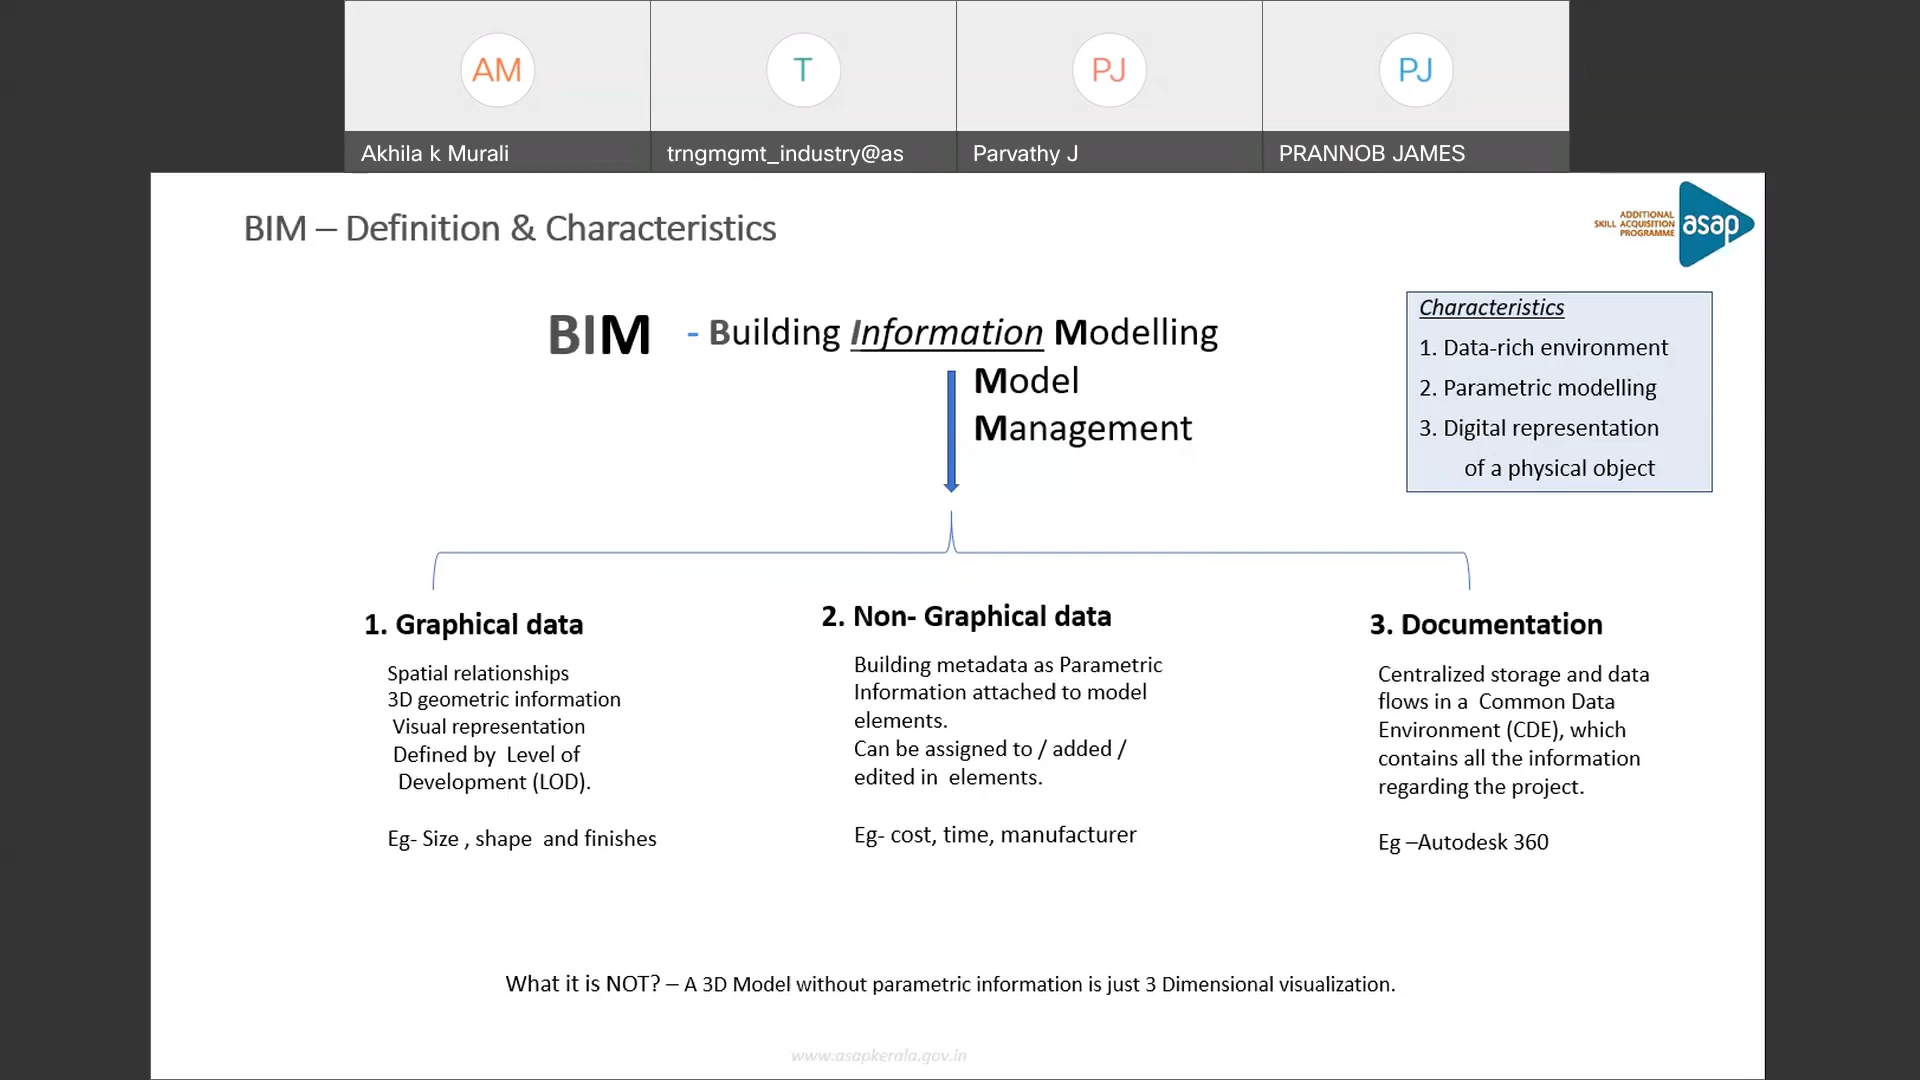 AM
T
PJ
PJ
Akhila k Murali
trngmgmt_industry@as
Parvathy J
PRANNOB JAMES
BIM – Definition & Characteristics
ADDITIONAL
SKILL ACQUISITION
PROGRAMME
asap
BIM - Building Information Modelling
Model
Management
Characteristics
1. Data-rich environment
2. Parametric modelling
3. Digital representation
of a physical object
1. Graphical data
Spatial relationships
3D geometric information
Visual representation
Defined by Level of
Development (LOD).
Eg- Size , shape and finishes
2. Non- Graphical data
Building metadata as Parametric
Information attached to model
elements.
Can be assigned to / added /
edited in elements.
Eg- cost, time, manufacturer
3. Documentation
Centralized storage and data
flows in a Common Data
Environment (CDE), which
contains all the information
regarding the project.
Eg –Autodesk 360
What it is NOT? – A 3D Model without parametric information is just 3 Dimensional visualization.
www.asapkerala.gov.in